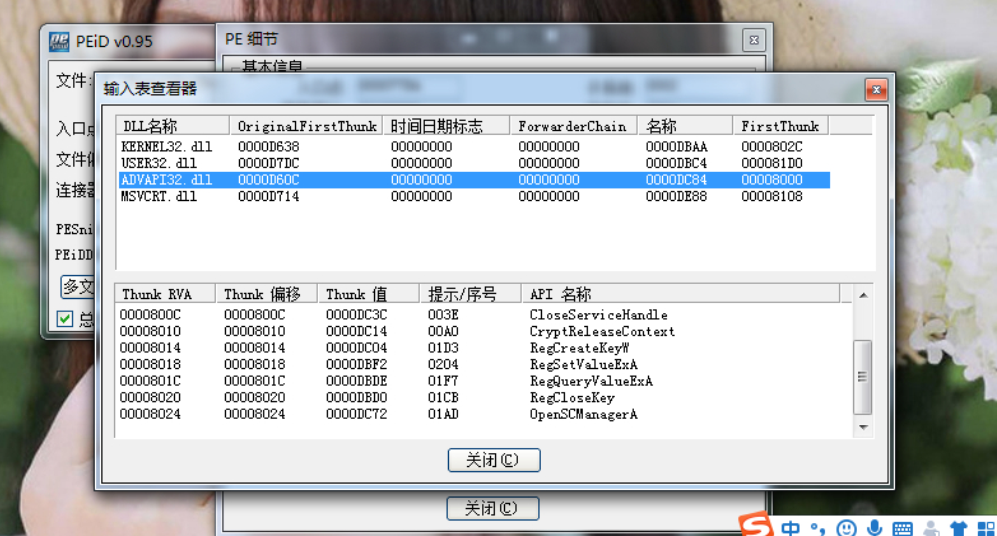 PEiD v0.95
PE 细节
基本信息
文件:
输入表查看器
DLL名称 OriginalFirstThunk 时间日期标志 ForwarderChain 名称 FirstThunk
KERNEL32.dll 0000D638 00000000 00000000 0000DBAA 0000802C
USER32.dll 0000D7DC 00000000 00000000 0000DBC4 000081D0
ADVAPI32.dll 0000D60C 00000000 00000000 0000DC84 00008000
MSVCRT.dll 0000D714 00000000 00000000 0000DE88 00008108
入口
文件
连接
PESni
PEiDD
多文
总
Thunk RVA Thunk 偏移 Thunk 值 提示/序号 API 名称
0000800C 0000800C 0000DC3C 003E CloseServiceHandle
00008010 00008010 0000DC14 00A0 CryptReleaseContext
00008014 00008014 0000DC04 01D3 RegCreateKeyW
00008018 00008018 0000DBF2 0204 RegSetValueExA
0000801C 0000801C 0000DBDE 01F7 RegQueryValueExA
00008020 00008020 0000DBD0 01CB RegCloseKey
00008024 00008024 0000DC72 01AD OpenSCManagerA
关闭(C)
关闭(C)
中